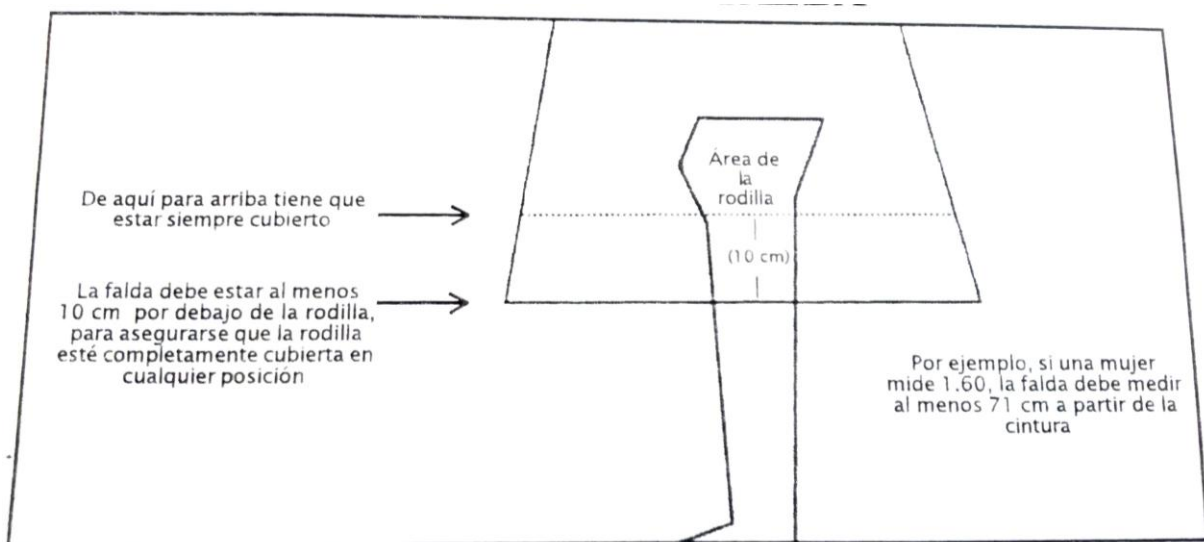 De aquí para arriba tiene que
estar siempre cubierto
La falda debe estar al menos
10 cm por debajo de la rodilla,
para asegurarse que la rodilla
esté completamente cubierta en
cualquier posición
Área de
la
rodilla
(10 cm)
Por ejemplo, si una mujer
mide 1.60, la falda debe medir
al menos 71 cm a partir de la
cintura